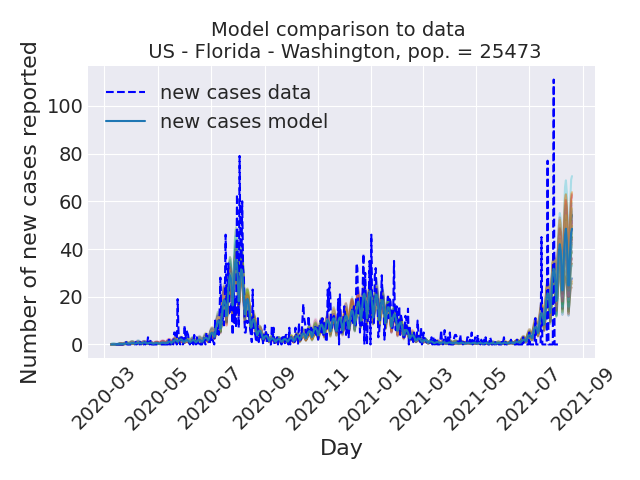 Model comparison to data
US - Florida - Washington, pop. = 25473
Number of new cases reported
new cases data
new cases model
100
80
60
40
20
0
2020-03
2020-05
2020-07
2020-09
2020-11
2021-01
2021-03
2021-05
2021-07
2021-09
Day